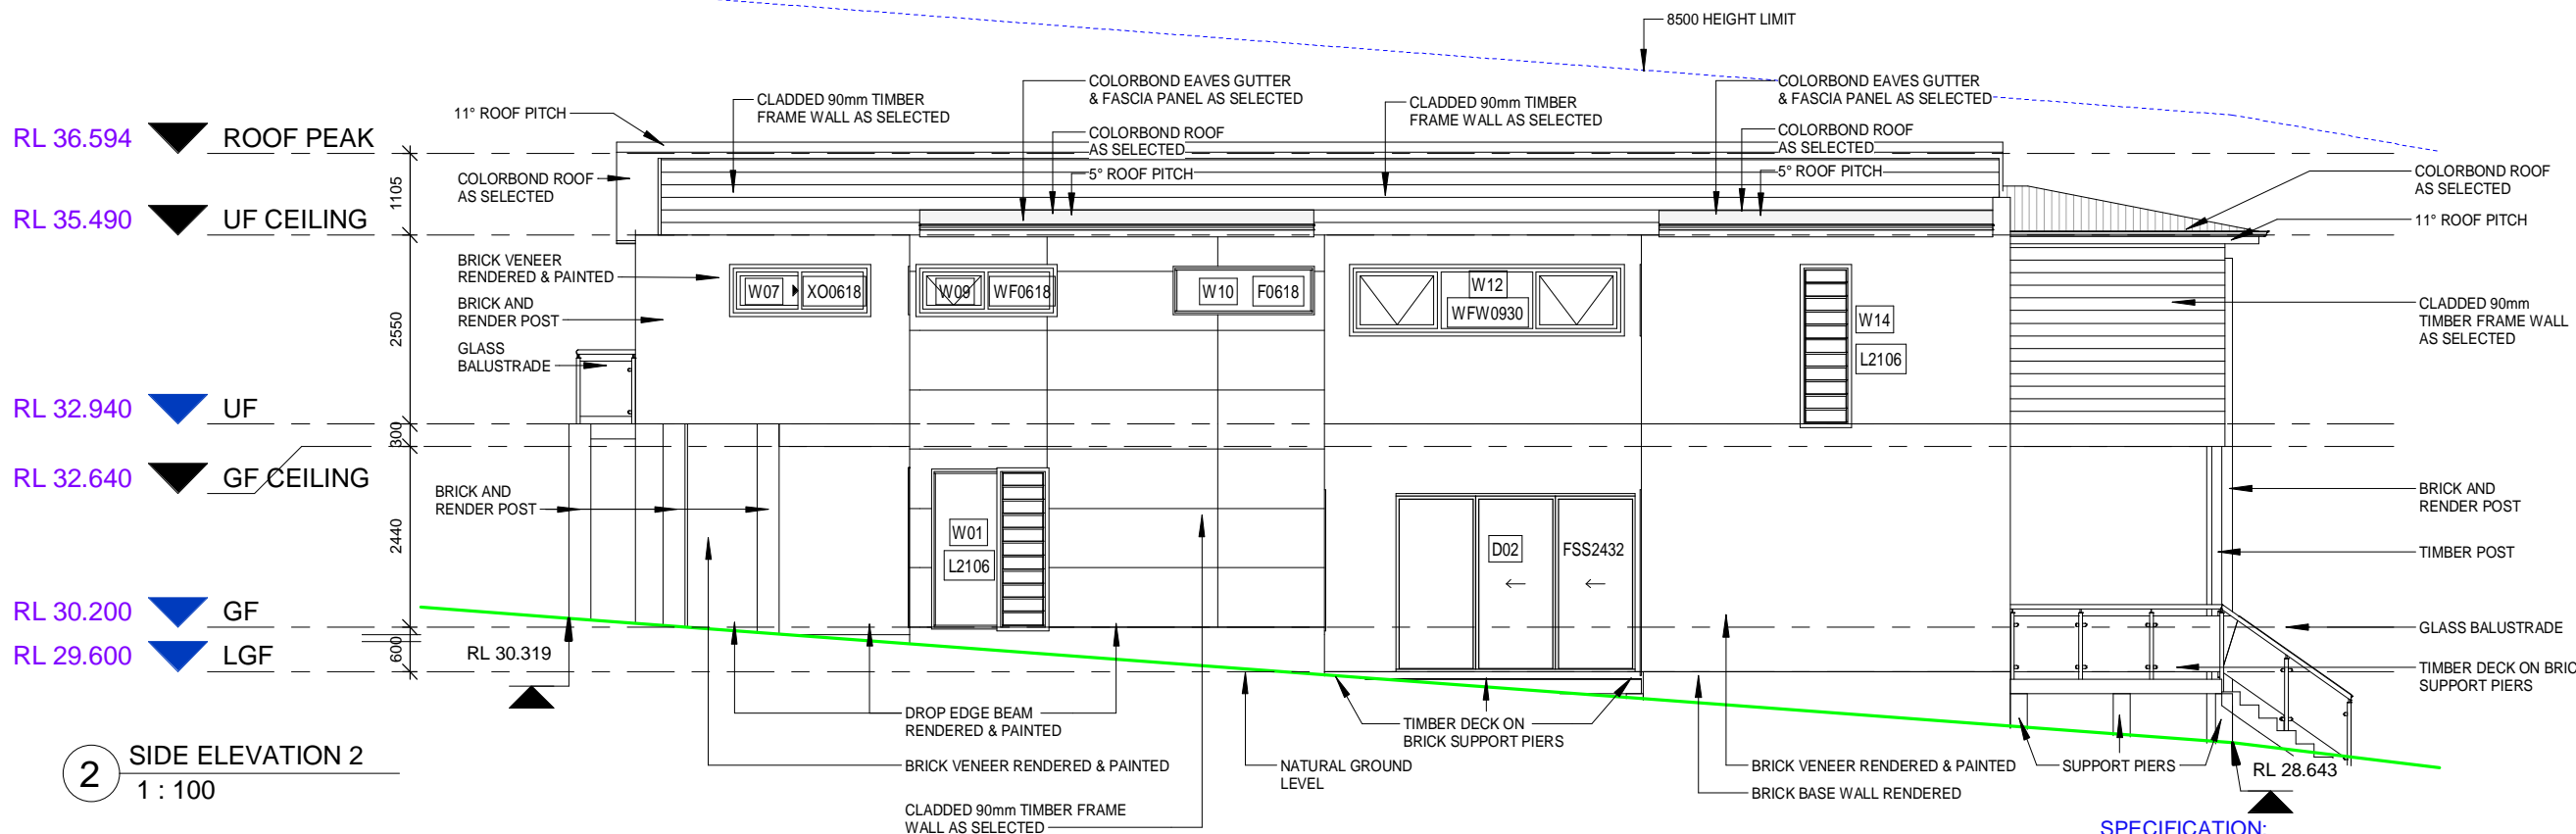 8500 HEIGHT LIMIT
COLORBOND EAVES GUTTER
& FASCIA PANEL AS SELECTED
COLORBOND EAVES GUTTER
& FASCIA PANEL AS SELECTED
CLADDED 90mm TIMBER
FRAME WALL AS SELECTED
CLADDED 90mm TIMBER
FRAME WALL AS SELECTED
11° ROOF PITCH
COLORBOND ROOF
AS SELECTED
COLORBOND ROOF
AS SELECTED
RL 36.594 ROOF PEAK
5° ROOF PITCH
5° ROOF PITCH
COLORBOND ROOF
AS SELECTED
COLORBOND ROOF
AS SELECTED
1105
RL 35.490 UF CEILING
11° ROOF PITCH
BRICK VENEER
RENDERED & PAINTED
W07 XO0618
W09 WF0618
W10 F0618
W12
WFW0930
W14
L2106
BRICK AND
RENDER POST
CLADDED 90mm
TIMBER FRAME WALL
AS SELECTED
2550
GLASS
BALUSTRADE
RL 32.940 UF
300
RL 32.640 GF CEILING
BRICK AND
RENDER POST
BRICK AND
RENDER POST
2440
W01
L2106
D02 FSS2432
TIMBER POST
RL 30.200 GF
GLASS BALUSTRADE
600
RL 29.600 LGF
RL 30.319
TIMBER DECK ON BRIC
SUPPORT PIERS
DROP EDGE BEAM
RENDERED & PAINTED
TIMBER DECK ON
BRICK SUPPORT PIERS
2 SIDE ELEVATION 2
1 : 100
BRICK VENEER RENDERED & PAINTED
NATURAL GROUND
LEVEL
BRICK VENEER RENDERED & PAINTED
SUPPORT PIERS
RL 28.643
BRICK BASE WALL RENDERED
CLADDED 90mm TIMBER FRAME
WALL AS SELECTED
SPECIFICATION: